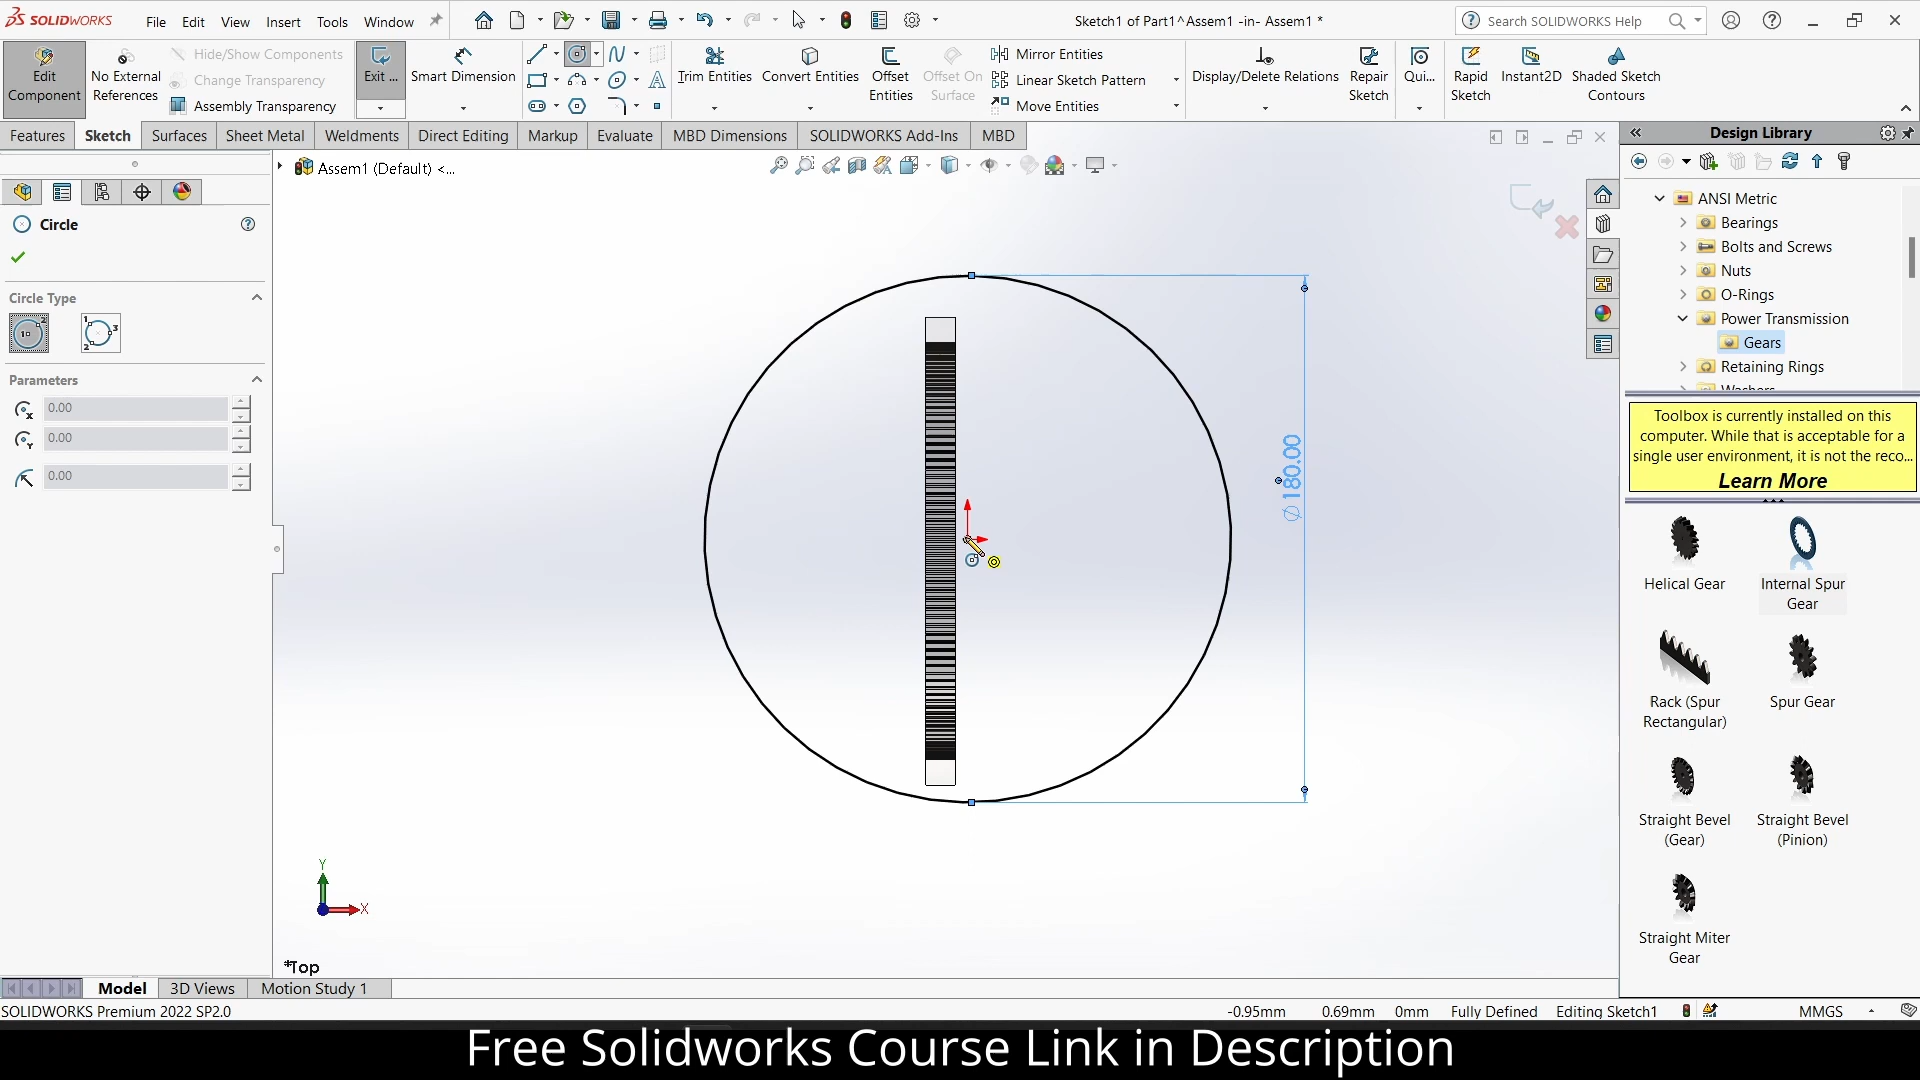 SOLIDWORKS
File Edit View Insert Tools Window
Sketch1 of Part1^Assem1 -in- Assem1 *
Search SOLIDWORKS Help
Edit Component
No External References
Hide/Show Components
Change Transparency
Assembly Transparency
Exit ...
Smart Dimension
Trim Entities
Convert Entities
Offset Entities
Offset On Surface
Mirror Entities
Linear Sketch Pattern
Move Entities
Display/Delete Relations
Repair Sketch
Qui...
Rapid Sketch
Instant2D
Shaded Sketch Contours
Features Sketch Surfaces Sheet Metal Weldments Direct Editing Markup Evaluate MBD Dimensions SOLIDWORKS Add-Ins MBD
Assem1 (Default) <...
Circle
Circle Type
Parameters
0.00
0.00
0.00
Ø180.00
Y
X
*Top
Design Library
ANSI Metric
Bearings
Bolts and Screws
Nuts
O-Rings
Power Transmission
Gears
Retaining Rings
Washers
Toolbox is currently installed on this
computer. While that is acceptable for a
single user environment, it is not the reco...
Learn More
Helical Gear
Internal Spur Gear
Rack (Spur Rectangular)
Spur Gear
Straight Bevel (Gear)
Straight Bevel (Pinion)
Straight Miter Gear
Model 3D Views Motion Study 1
SOLIDWORKS Premium 2022 SP2.0
-0.95mm 0.69mm 0mm Fully Defined Editing Sketch1 MMGS
Free Solidworks Course Link in Description